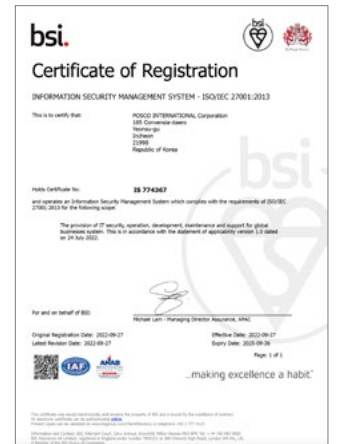 bsi.
bsi
Certificate of Registration
INFORMATION SECURITY MANAGEMENT SYSTEM - ISO/IEC 27001:2013
This is to certify that:
POSCO INTERNATIONAL Corporation
165 Convensia-daero
Yeonsu-gu
Incheon
21998
Republic of Korea
Holds Certificate No:
IS 774267
and operates an Information Security Management System which complies with the requirements of ISO/IEC
27001:2013 for the following scope:
The provision of IT security, operation, development, maintenance and support for global
businesses system. This is in accordance with the statement of applicability version 1.0 dated
on 24 July 2022.
bsi
For and on behalf of BSI:
Michael Lam - Managing Director Assurance, APAC
Original Registration Date: 2022-09-27
Effective Date: 2022-09-27
Latest Revision Date: 2022-09-27
Expiry Date: 2025-09-26
Page: 1 of 1
IAF
ANAB
...making excellence a habit.